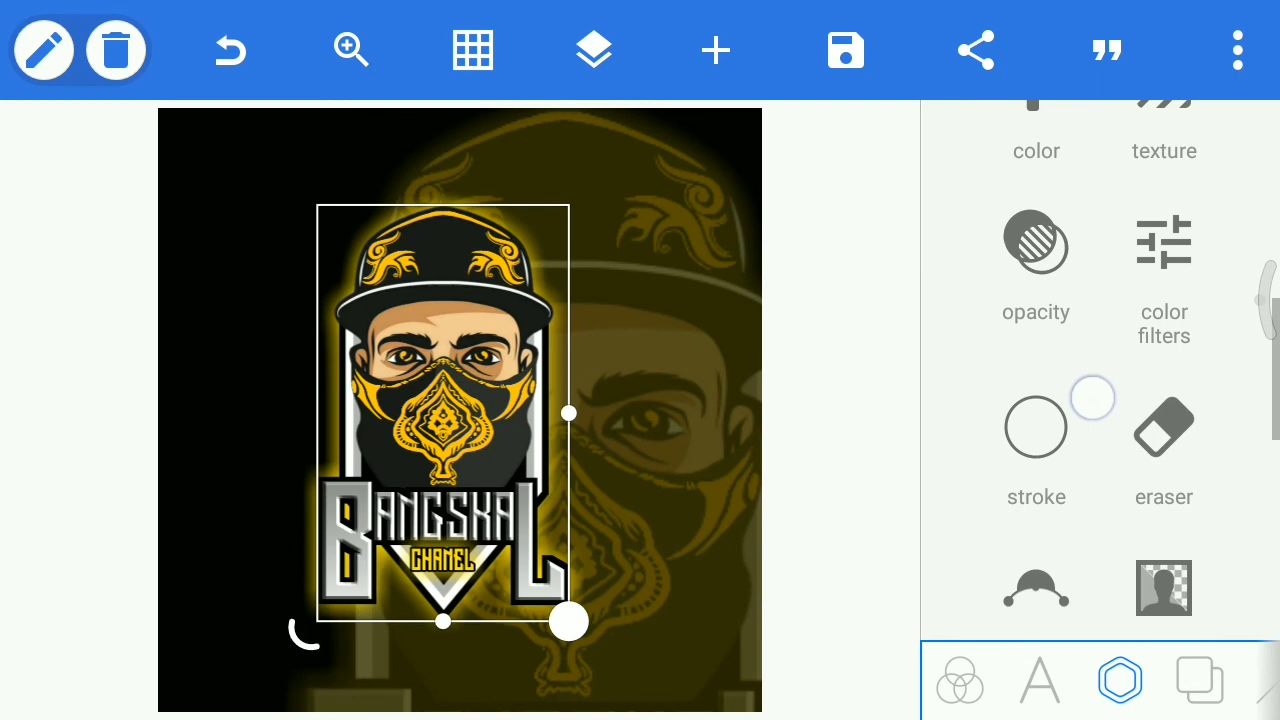 color
texture
opacity
color
filters
stroke
eraser
BANGSKAL
CHANEL